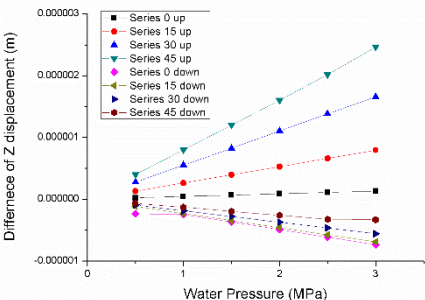 0.000003
0.000002
0.000001
0.000000
-0.000001
Differnece of Z displacement (m)
Series 0 up
Series 15 up
Series 30 up
Series 45 up
Series 0 down
Series 15 down
Serires 30 down
Series 45 down
0 1 2 3
Water Pressure (MPa)